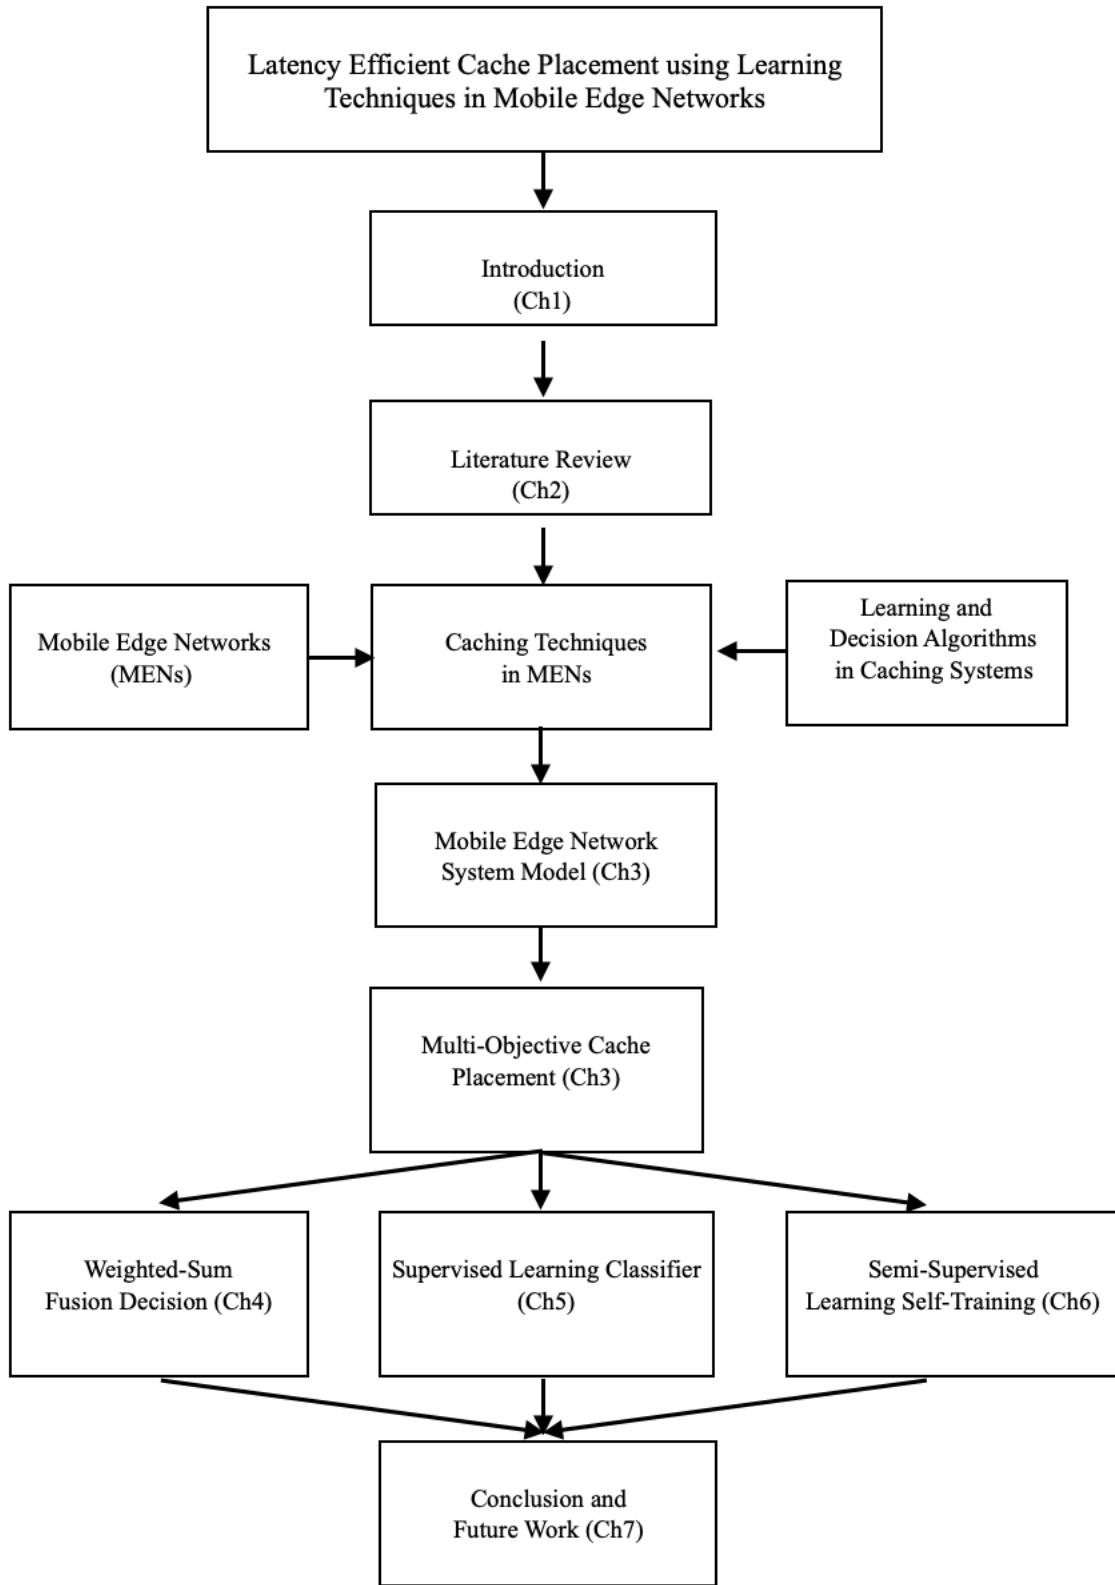 Latency Efficient Cache Placement using Learning
Techniques in Mobile Edge Networks
Introduction
(Ch1)
Literature Review
(Ch2)
Mobile Edge Networks
(MENs)
Caching Techniques
in MENs
Learning and
Decision Algorithms
in Caching Systems
Mobile Edge Network
System Model (Ch3)
Multi-Objective Cache
Placement (Ch3)
Weighted-Sum
Fusion Decision (Ch4)
Supervised Learning Classifier
(Ch5)
Semi-Supervised
Learning Self-Training (Ch6)
Conclusion and
Future Work (Ch7)